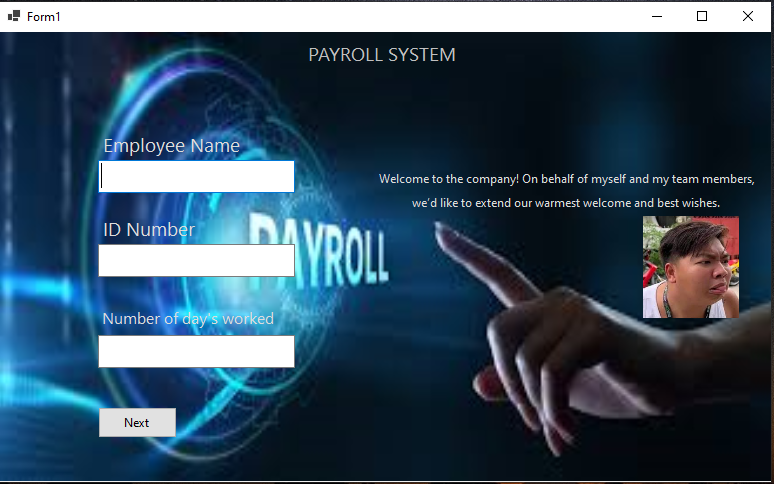 Form1
PAYROLL SYSTEM
Employee Name
Welcome to the company! On behalf of myself and my team members,
we'd like to extend our warmest welcome and best wishes.
ID Number
PAYROLL
Number of day's worked
Next